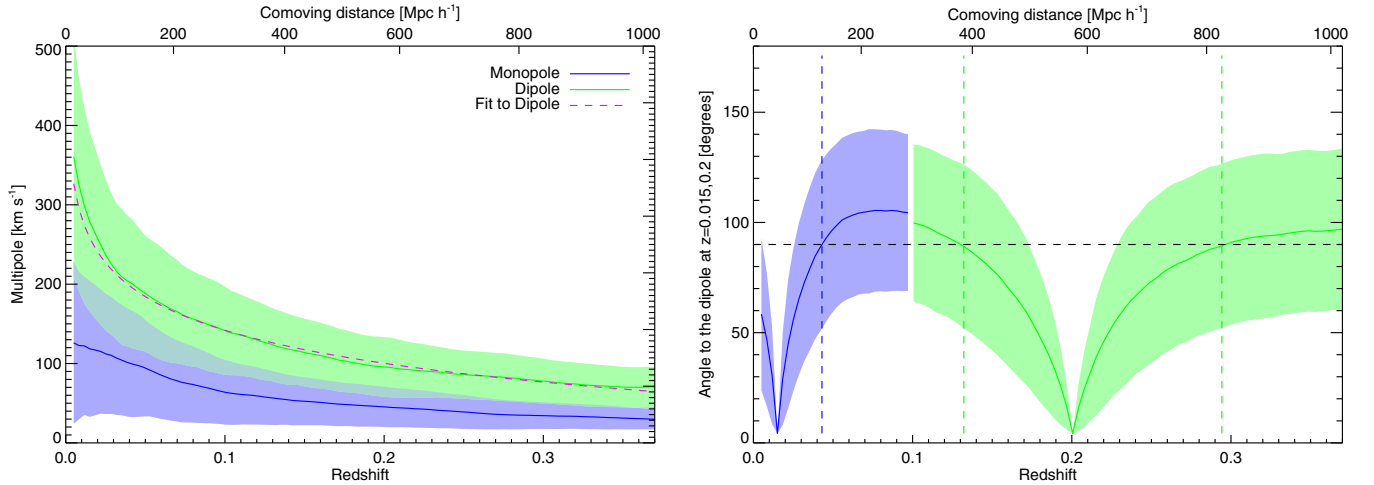 Comoving distance [Mpc h⁻¹]
0 200 400 600 800 1000
500
400
300
200
100
0
Multipole [km s⁻¹]
Monopole
Dipole
Fit to Dipole
0.0 0.1 0.2 0.3
Redshift
Comoving distance [Mpc h⁻¹]
0 200 400 600 800 1000
150
100
50
0
Angle to the dipole at z=0.015,0.2 [degrees]
0.0 0.1 0.2 0.3
Redshift